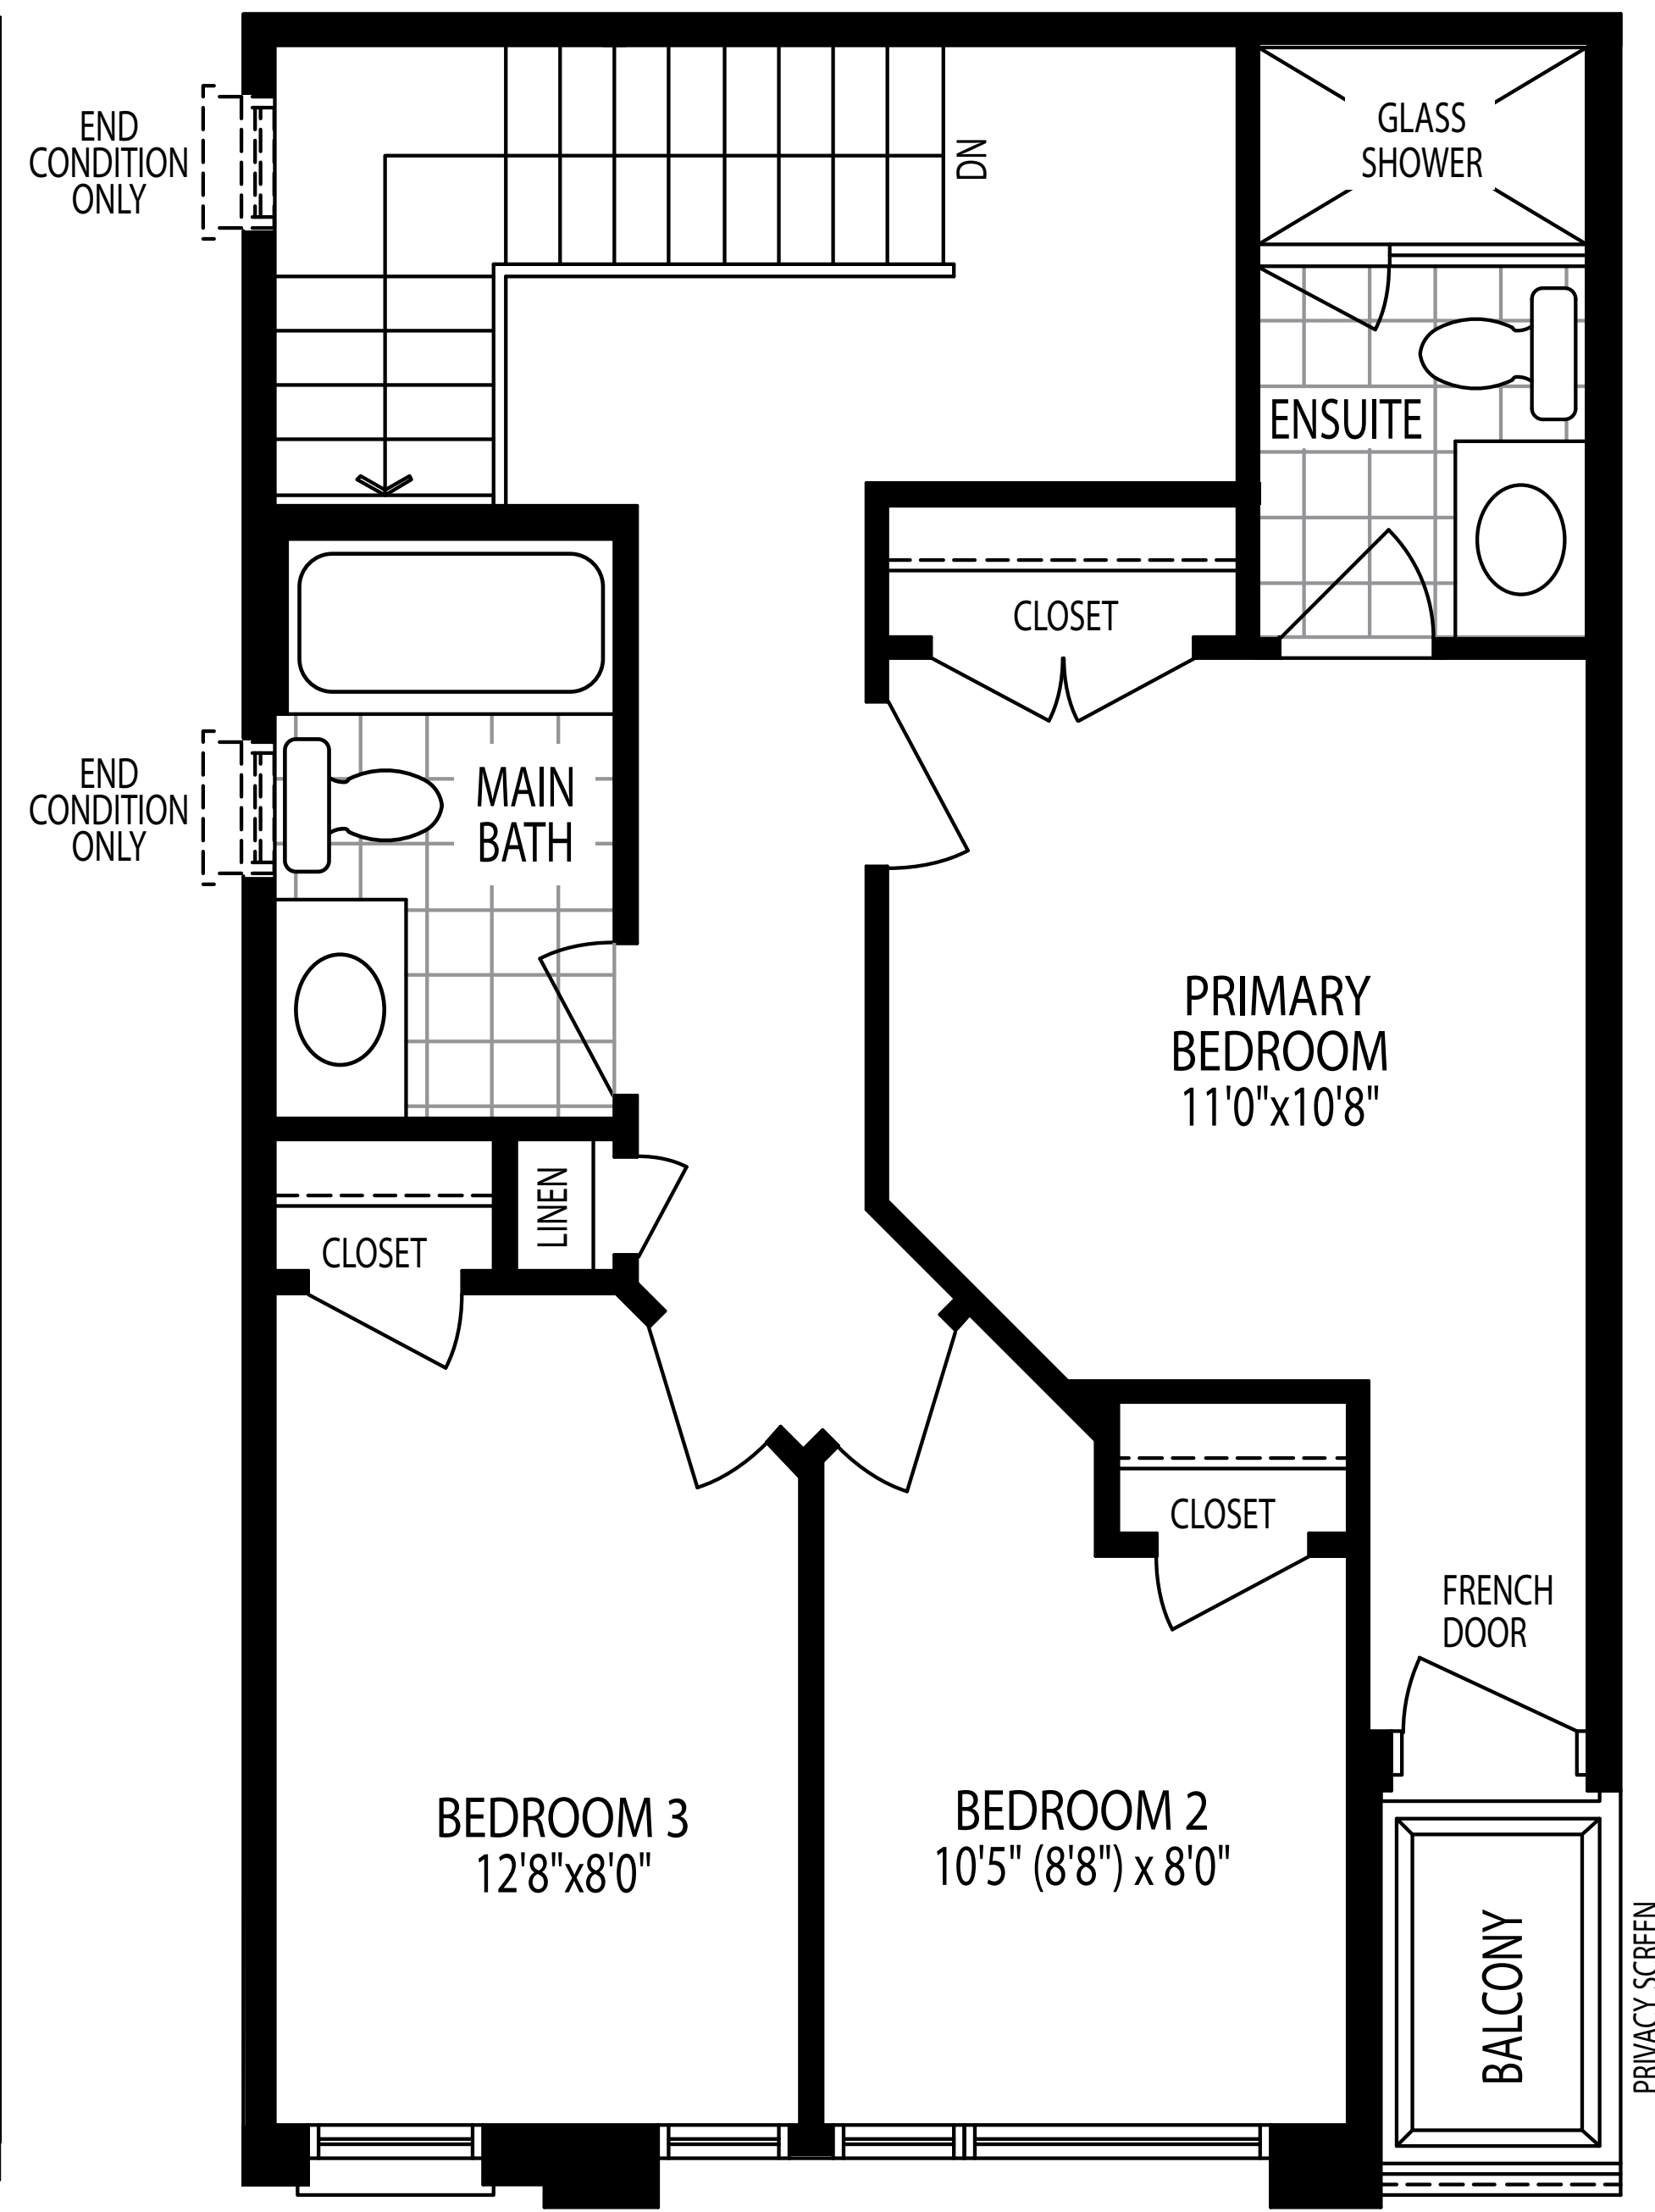 END
CONDITION
ONLY
DN
GLASS
SHOWER
ENSUITE
CLOSET
END
CONDITION
ONLY
MAIN
BATH
PRIMARY
BEDROOM
11'0"x10'8"
LINEN
CLOSET
CLOSET
FRENCH
DOOR
BEDROOM 3
12'8"x8'0"
BEDROOM 2
10'5" (8'8") x 8'0"
BALCONY
PRIVACY SCREEN